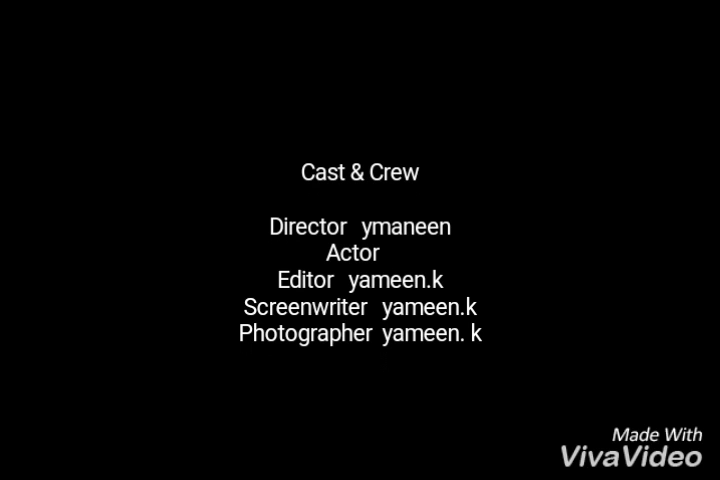 Cast & Crew
Director ymaneen
Actor
Editor yameen.k
Screenwriter yameen.k
Photographer yameen. k
Made With
VivaVideo